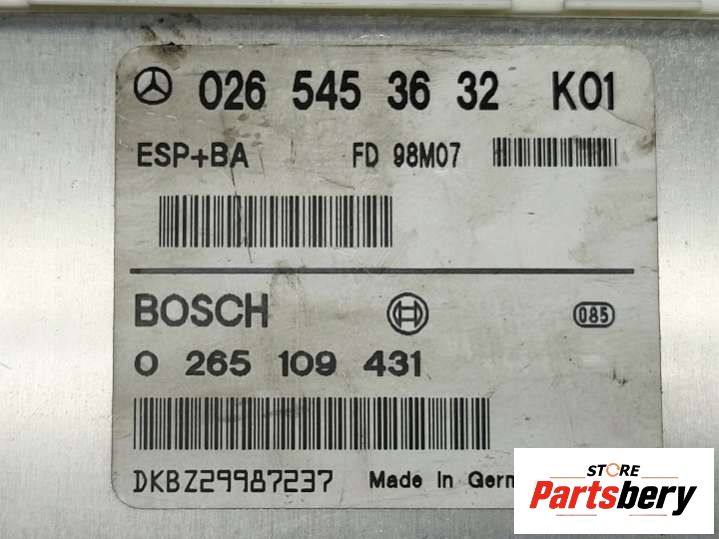 026 545 36 32 K01
ESP+BA FD 98M07
BOSCH
085
0 265 109 431
DKBZ29987237 Made in Germ
STORE
Partsbery